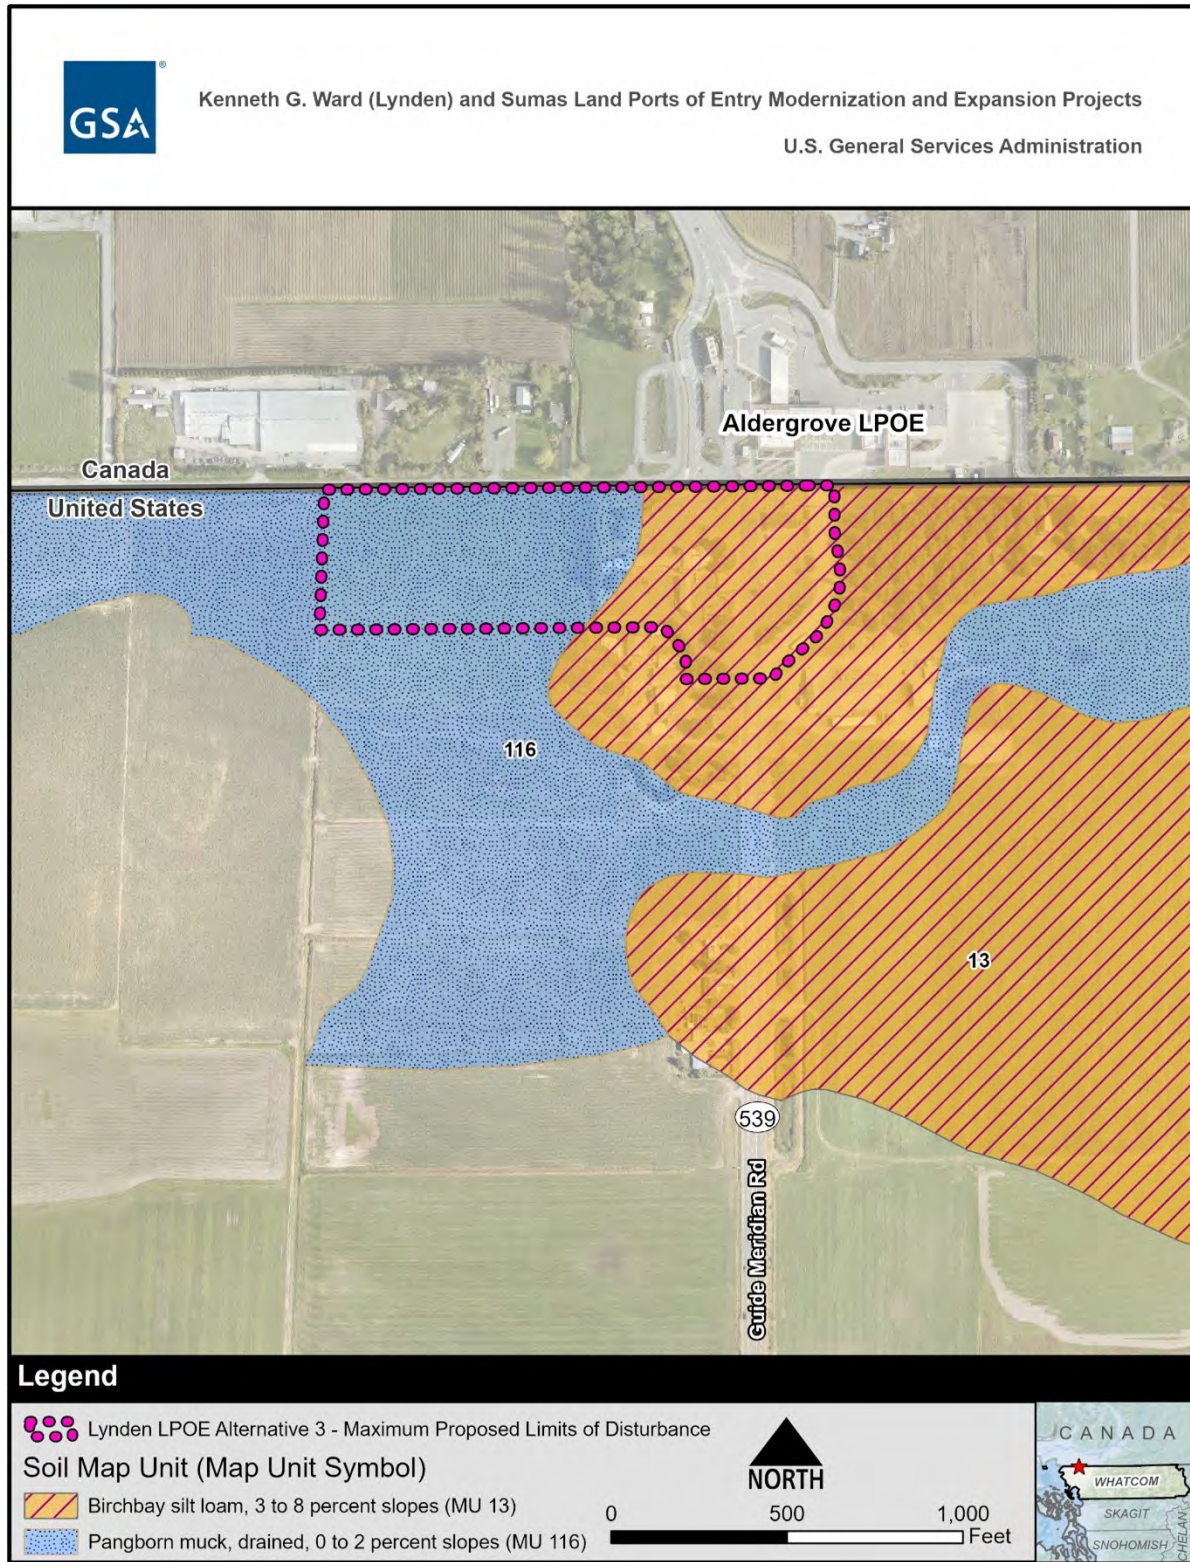 GSA
®
Kenneth G. Ward (Lynden) and Sumas Land Ports of Entry Modernization and Expansion Projects
U.S. General Services Administration
Aldergrove LPOE
Canada
United States
116
13
539
Guide Meridian Rd
Legend
Lynden LPOE Alternative 3 - Maximum Proposed Limits of Disturbance
Soil Map Unit (Map Unit Symbol)
Birchbay silt loam, 3 to 8 percent slopes (MU 13)
Pangborn muck, drained, 0 to 2 percent slopes (MU 116)
NORTH
0 500 1,000
Feet
CANADA
WHATCOM
SKAGIT
SNOHOMISH
CHELAN